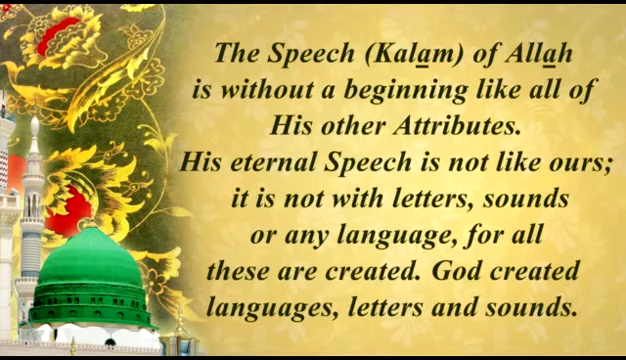 The Speech (Kalam) of Allah
is without a beginning like all of
His other Attributes.
His eternal Speech is not like ours;
it is not with letters, sounds
or any language, for all
these are created. God created
languages, letters and sounds.